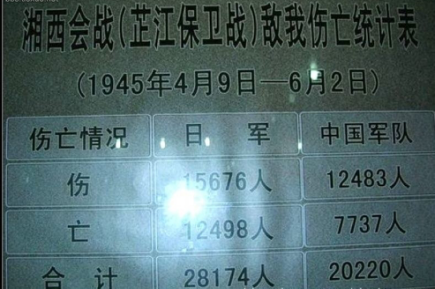 湘西会战(芷江保卫战)敌我伤亡统计表
(1945年4月9日—6月2日)
伤亡情况 日 军 中国军队
伤 15676人 12483人
亡 12498人 7737人
合 计 28174人 20220人